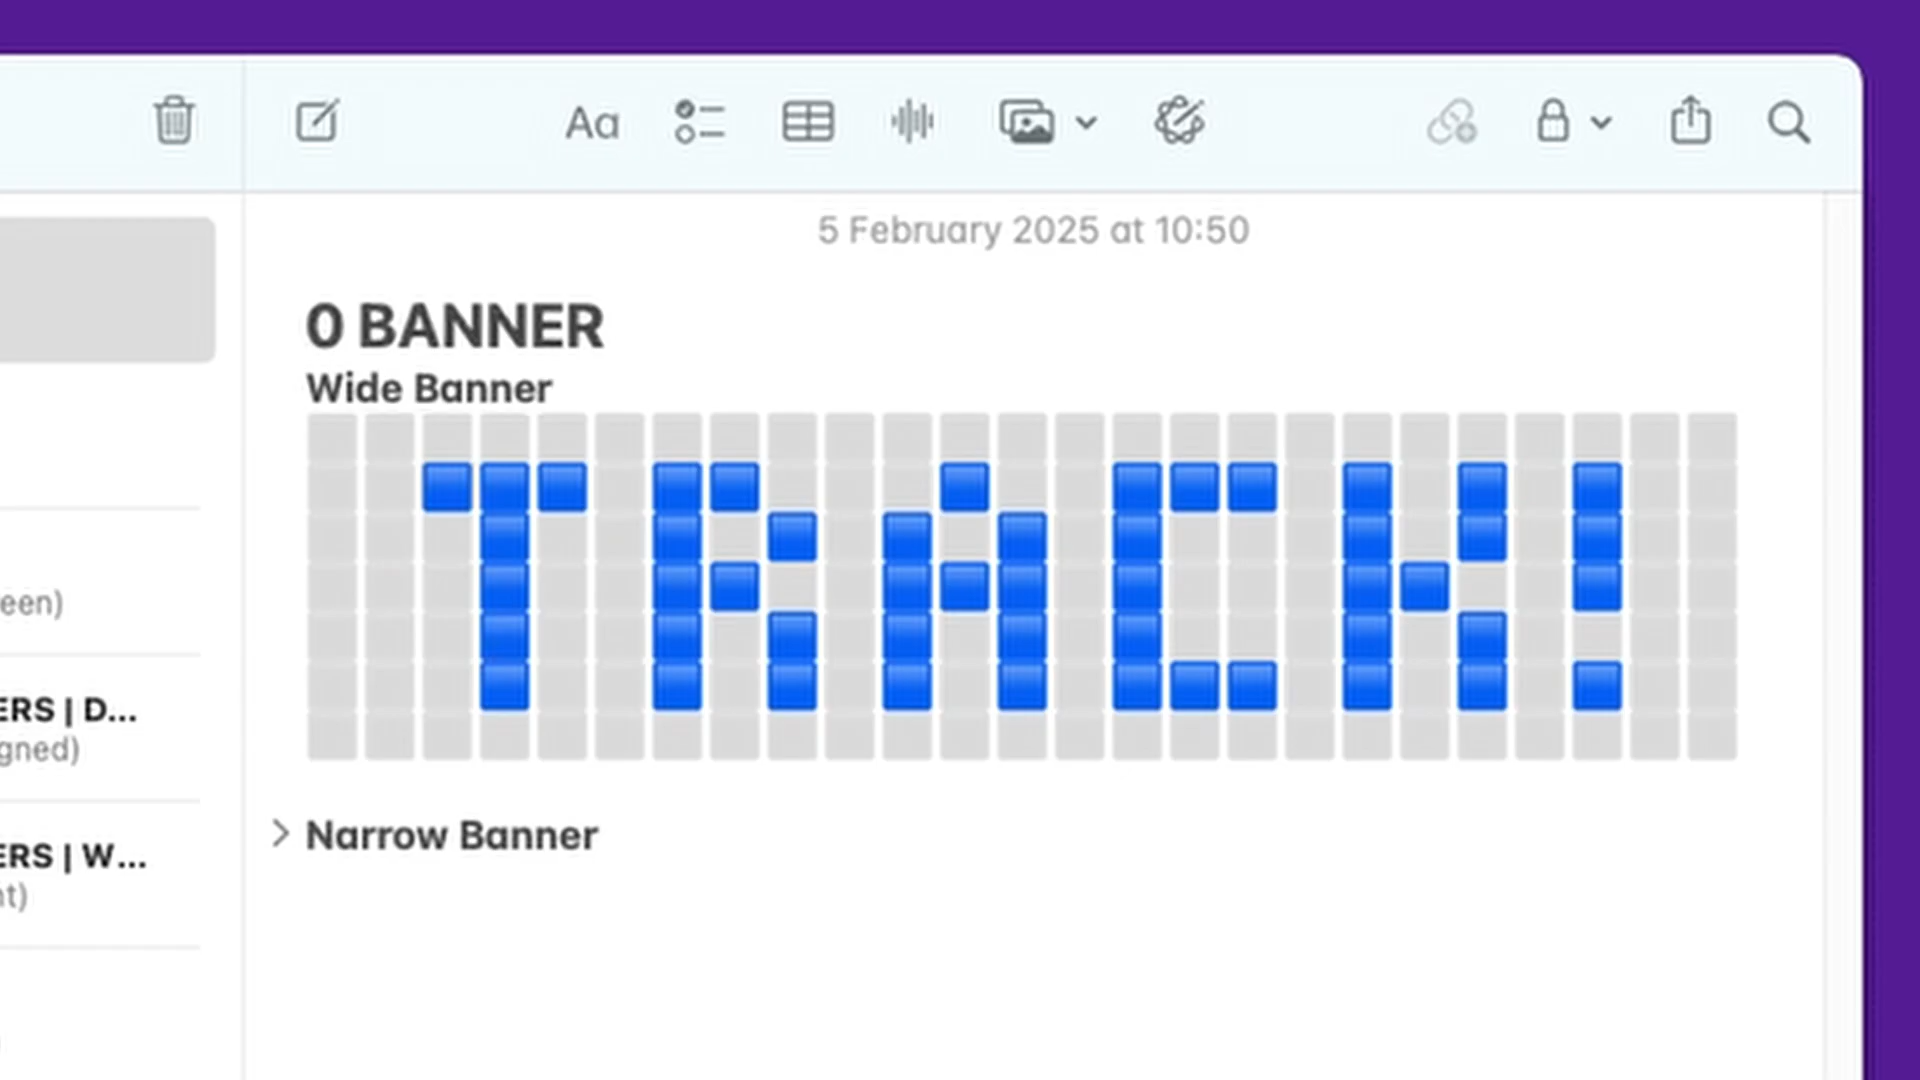 Aa
5 February 2025 at 10:50
0 BANNER
Wide Banner
TRACK!
Narrow Banner
een)
ERS | D...
gned)
ERS | W...
nt)